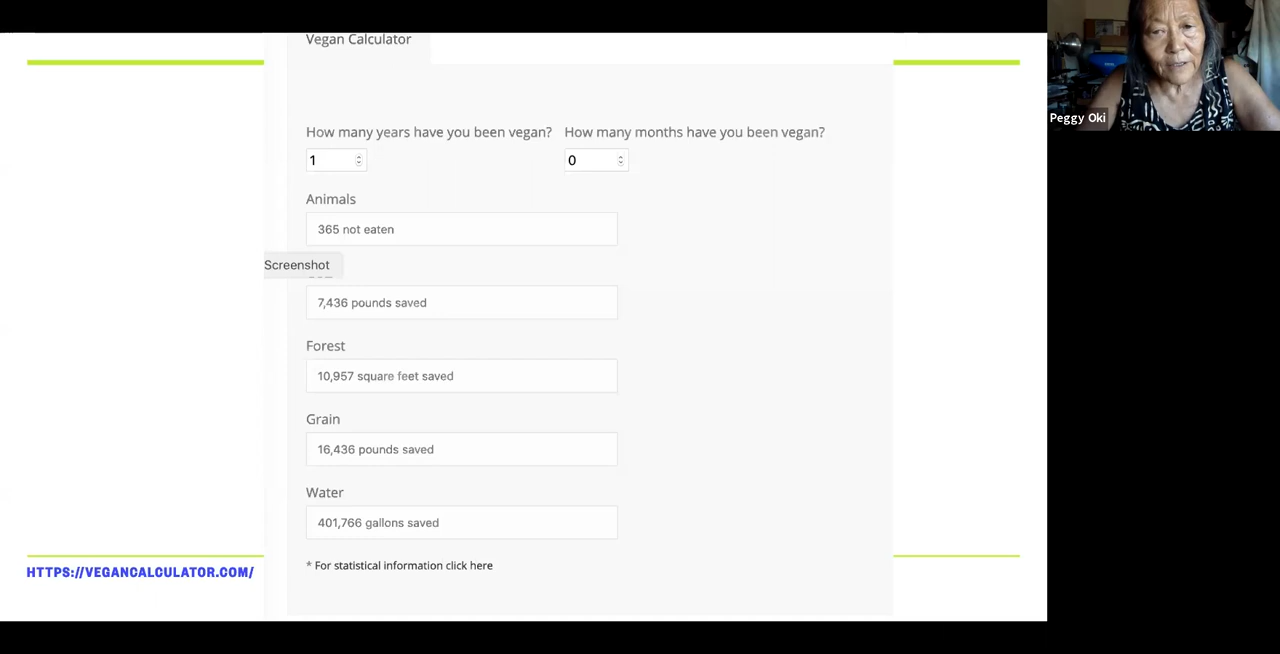 Vegan Calculator
Peggy Oki
How many years have you been vegan? How many months have you been vegan?
1 0
Animals
365 not eaten
Screenshot
7,436 pounds saved
Forest
10,957 square feet saved
Grain
16,436 pounds saved
Water
401,766 gallons saved
* For statistical information click here
HTTPS://VEGANCALCULATOR.COM/